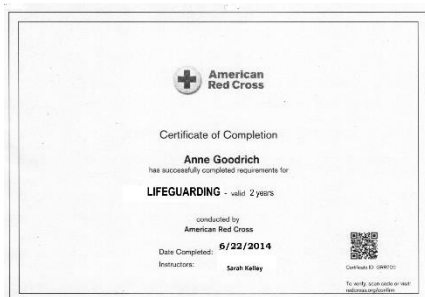 American
Red Cross
Certificate of Completion
Anne Goodrich
has successfully completed requirements for
LIFEGUARDING - valid 2 years
conducted by
American Red Cross
Date Completed: 6/22/2014
Instructors: Sarah Kelley
Certificate ID:
To verify, scan code or visit:
redcross.org/confirm